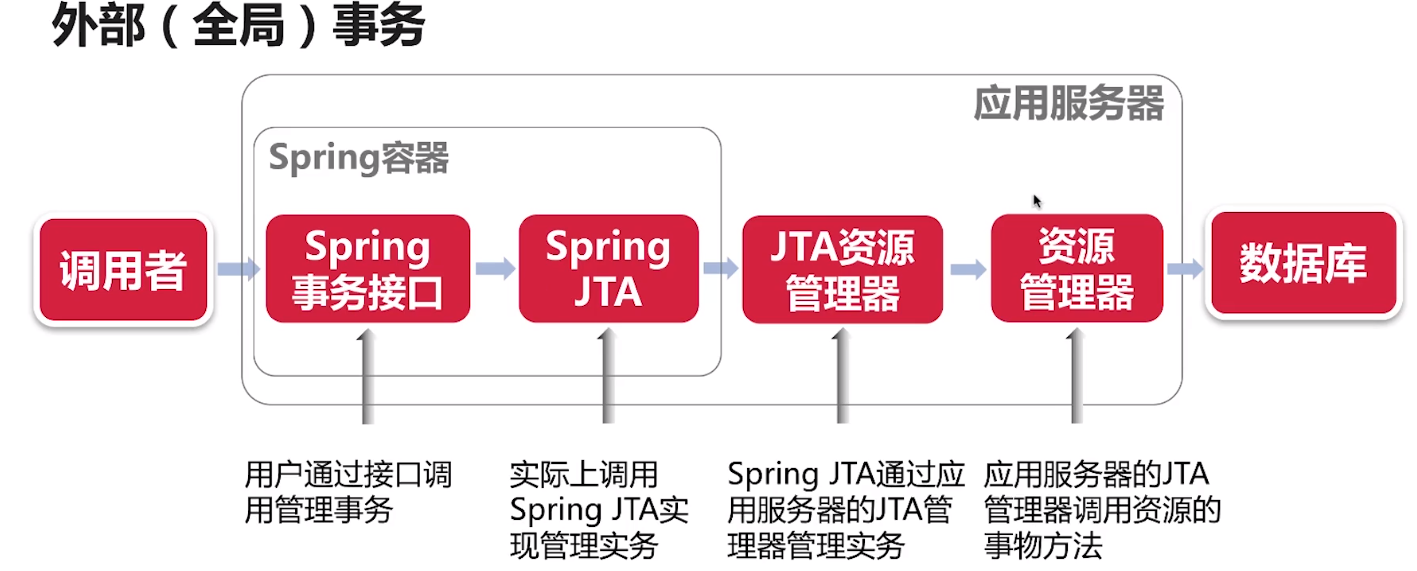 外部（全局）事务
应用服务器
Spring容器
调用者
Spring
事务接口
Spring
JTA
JTA资源
管理器
资源
管理器
数据库
用户通过接口调
用管理事务
实际上调用
Spring JTA实
现管理实务
Spring JTA通过应
用服务器的JTA管
理器管理实务
应用服务器的JTA
管理器调用资源的
事物方法